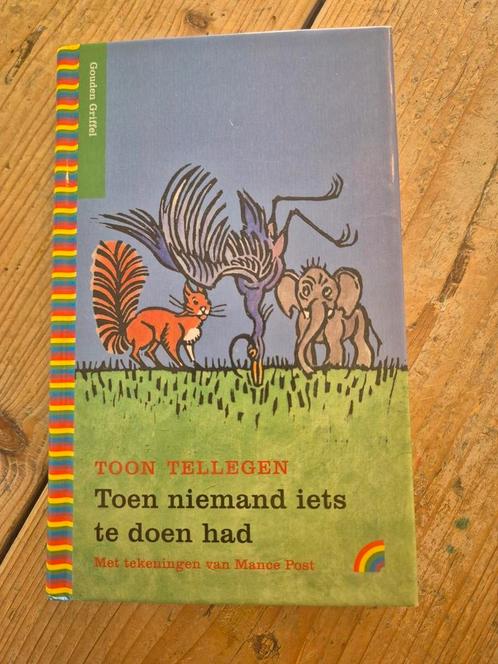 Gouden Griffel
TOON TELLEGEN
Toen niemand iets
te doen had
Met tekeningen van Mance Post